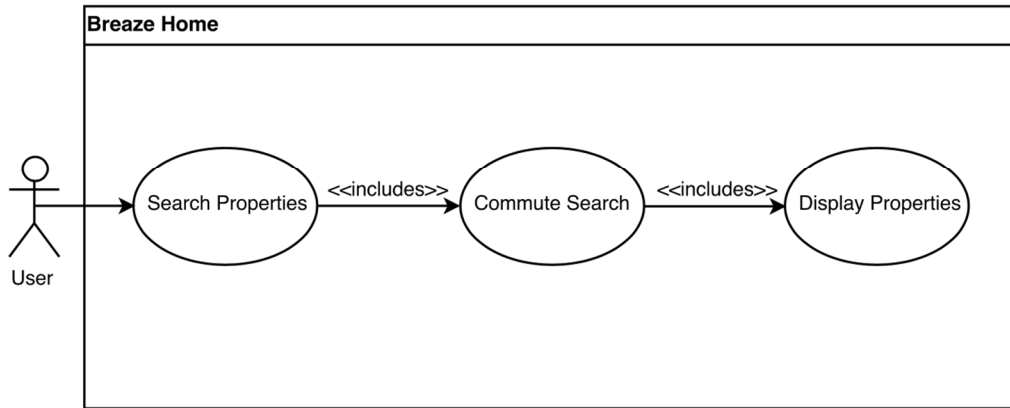 Breaze Home
Search Properties
<<includes>>
Commute Search
<<includes>>
Display Properties
User